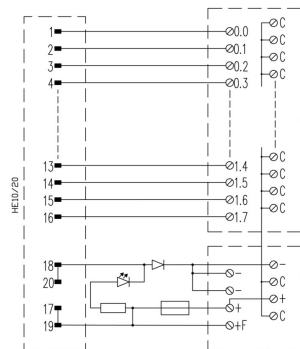 HE10/20
1 0.0 C
2 0.1 C
3 0.2 C
4 0.3 C
13 1.4 C
14 1.5 C
15 1.6 C
16 1.7 C
18 - -
20 -
17 + +
19 +F C